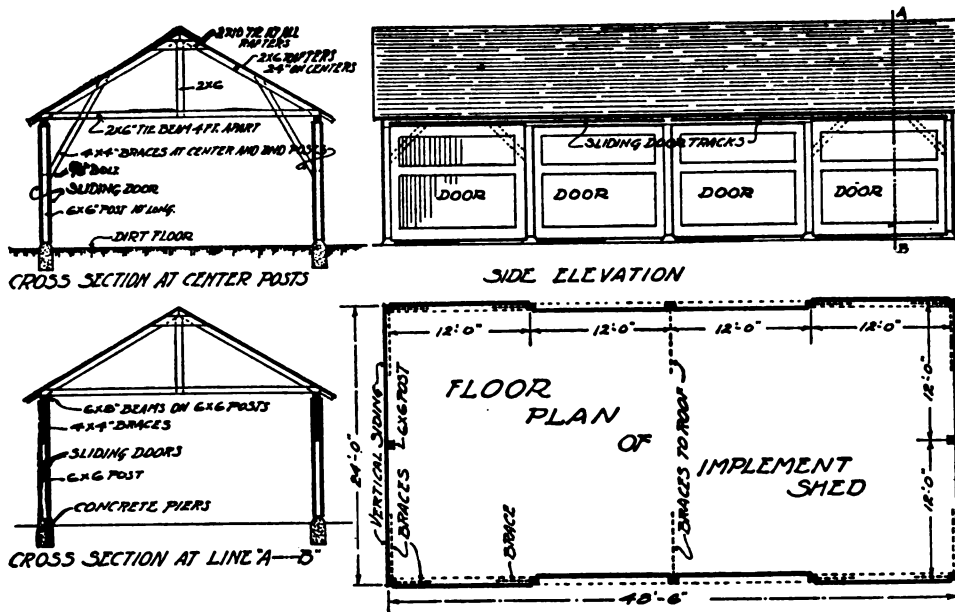 2X10 TIE AT ALL
RAFTERS
2X6 RAFTERS
24" ON CENTERS
2X6
2X6" TIE BEAM 4 FT. APART
4X4" BRACES AT CENTER AND END POSTS
BOLT
SLIDING DOOR
6X6" POST AT LONG.
DIRT FLOOR
CROSS SECTION AT CENTER POSTS
A
SLIDING DOOR TRACKS
DOOR DOOR DOOR DOOR
B
SIDE ELEVATION
6X8" BEAMS ON 6X6 POSTS
4X4" BRACES
SLIDING DOORS
6X6 POST
CONCRETE PIERS
CROSS SECTION AT LINE "A—B"
12'-0" 12'-0" 12'-0" 12'-0"
FLOOR
PLAN
OF
IMPLEMENT
SHED
24'-0"
VERTICAL SIDING
BRACES
6X6 POST
BRACE
BRACES TO ROOF
12'-0"
12'-0"
48'-6"